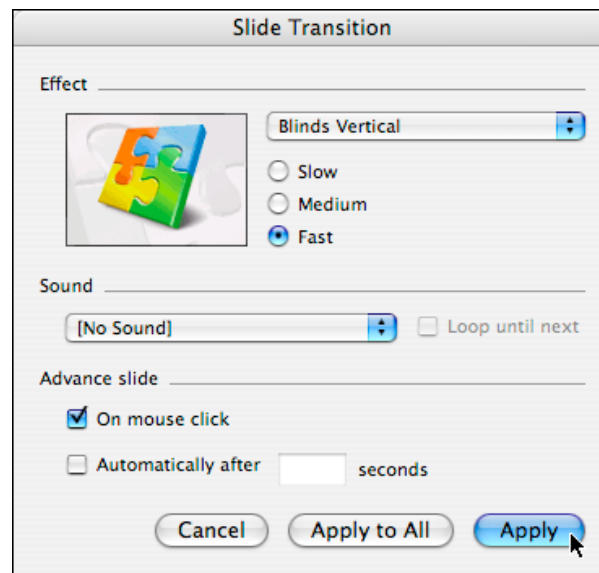 Slide Transition
Effect
Blinds Vertical
Slow
Medium
Fast
Sound
[No Sound]
Loop until next
Advance slide
On mouse click
Automatically after
seconds
Cancel
Apply to All
Apply